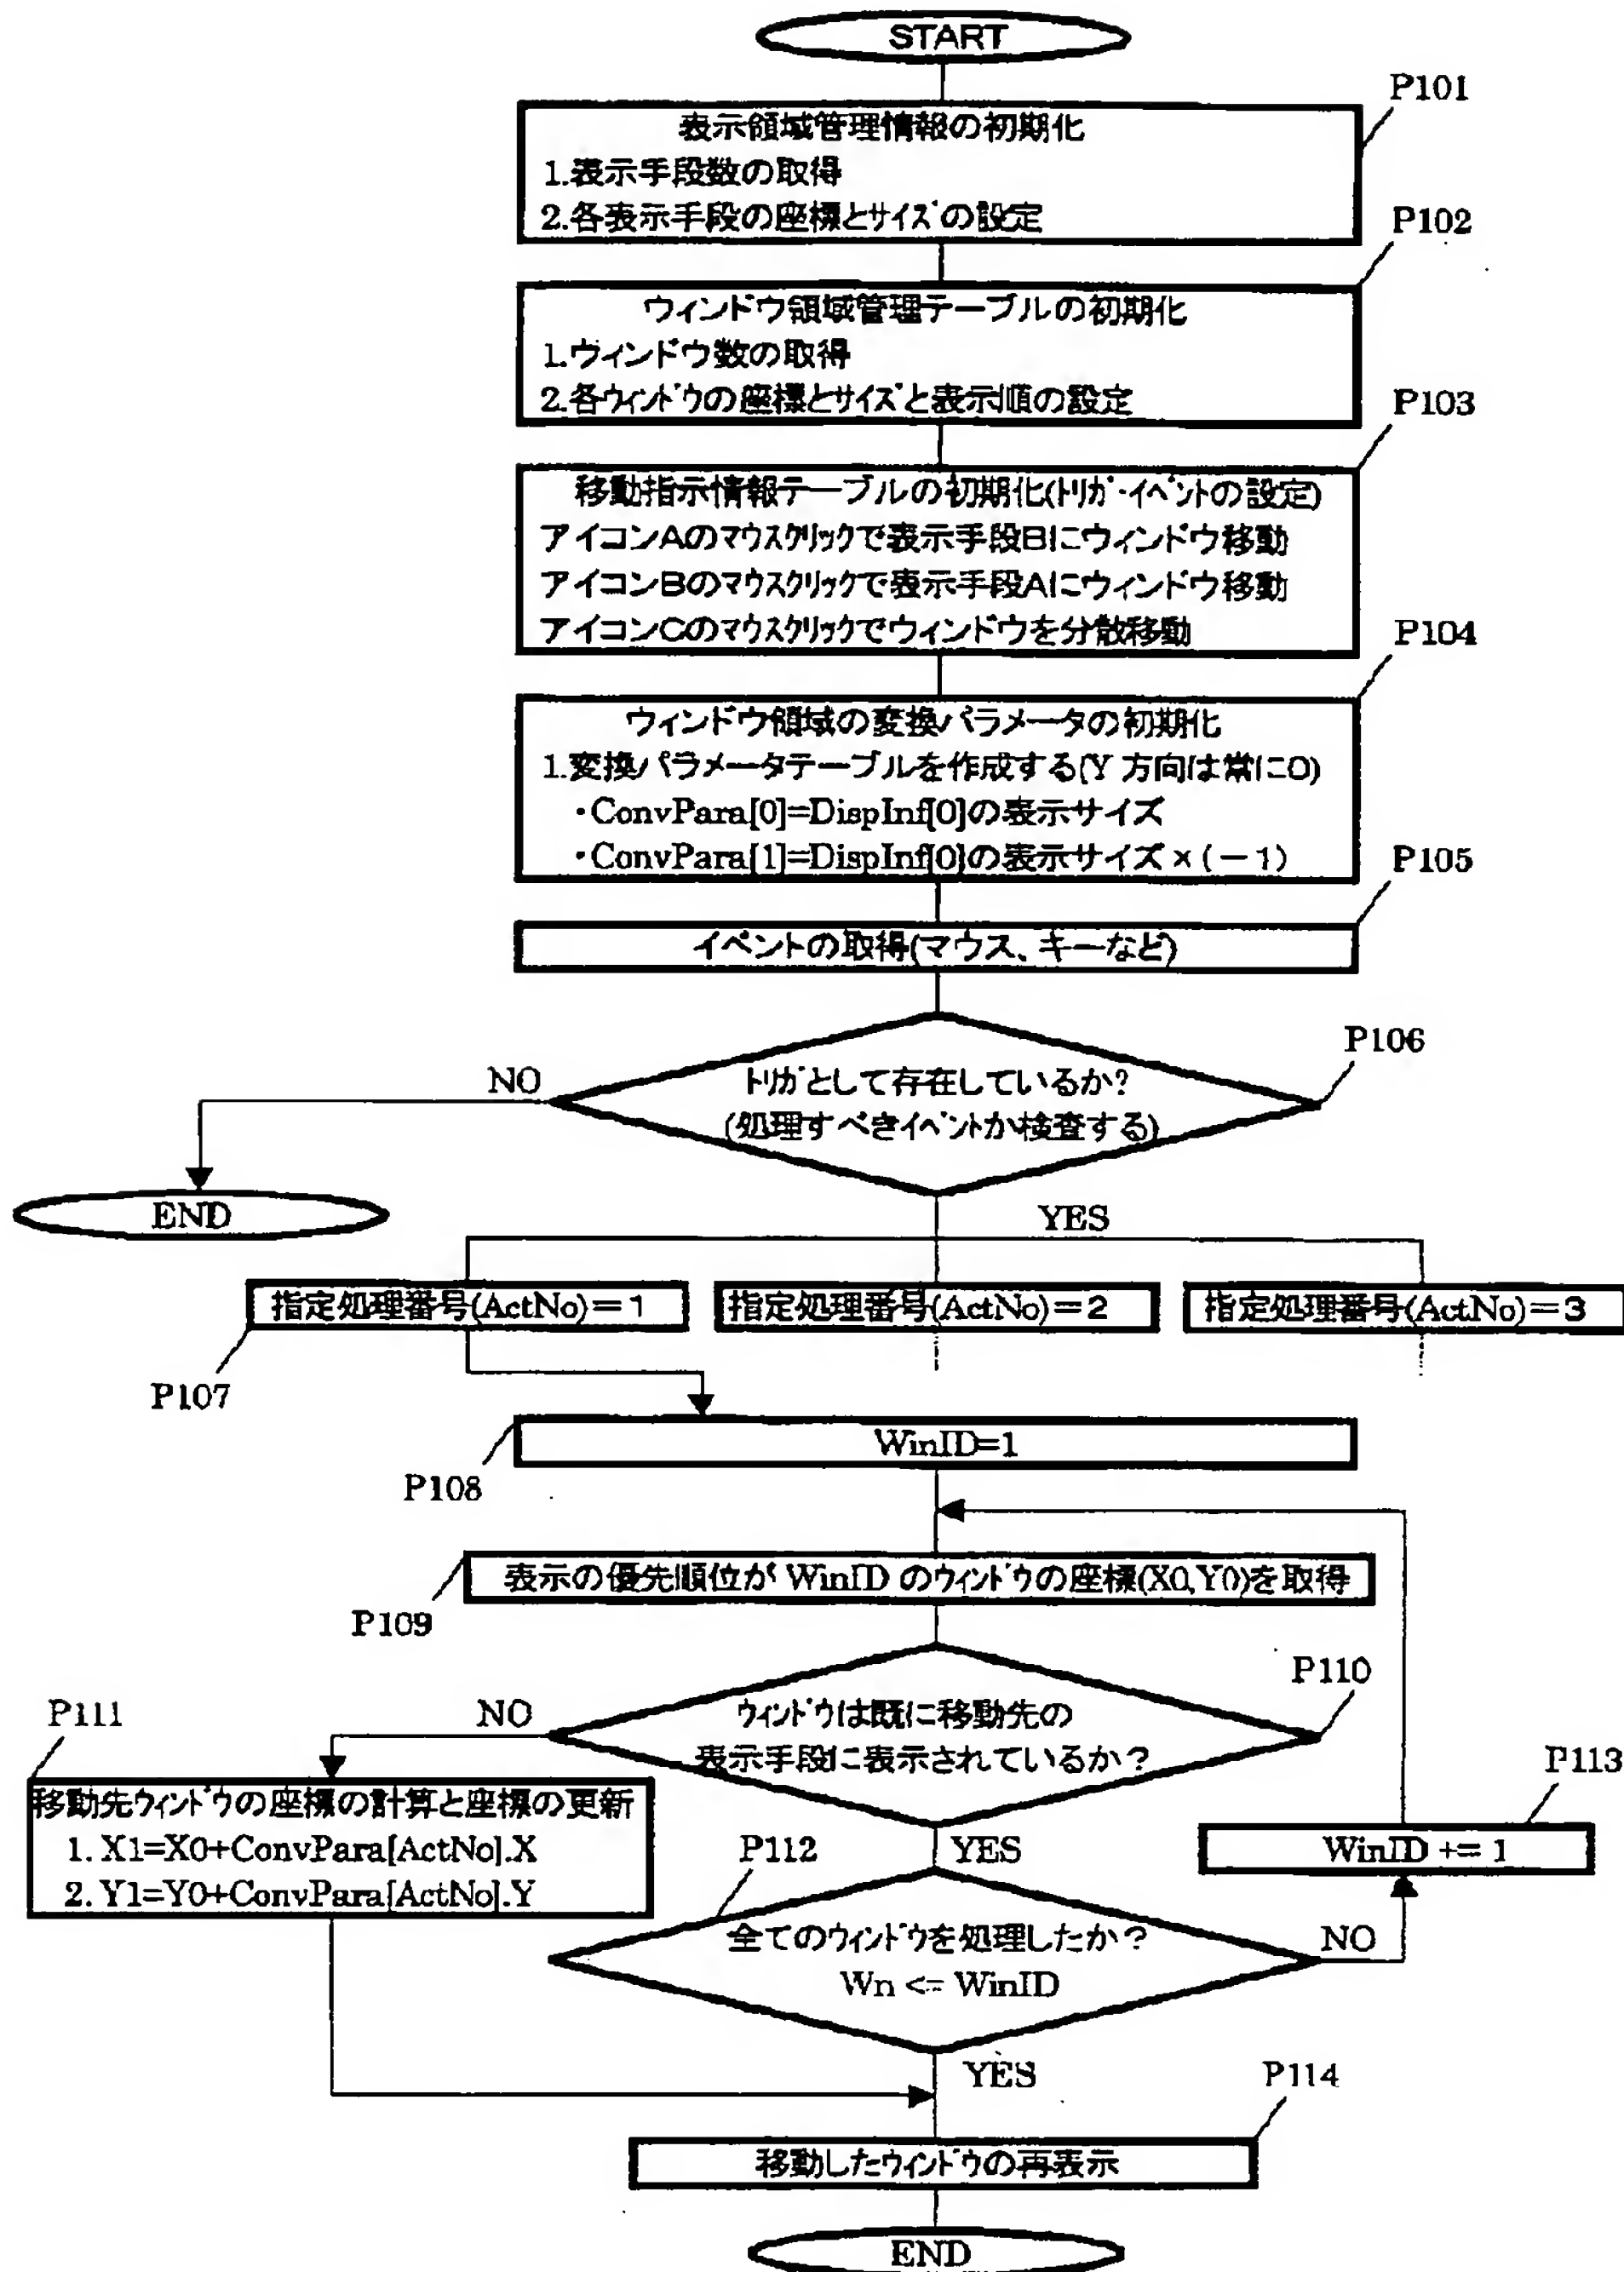 START
P101
表示領域管理情報の初期化
1.表示手段数の取得
2.各表示手段の座標とサイズの設定
P102
ウィンドウ領域管理テーブルの初期化
1.ウィンドウ数の取得
2.各ウィンドウの座標とサイズと表示順の設定
P103
移動指示情報テーブルの初期化(トリガ・イベントの設定)
アイコンAのマウスクリックで表示手段Bにウィンドウ移動
アイコンBのマウスクリックで表示手段Aにウィンドウ移動
アイコンCのマウスクリックでウィンドウを分散移動
P104
ウィンドウ領域の変換パラメータの初期化
1.変換パラメータテーブルを作成する(Y 方向は常に0)
・ConvPara[0]=DispInf[0]の表示サイズ
・ConvPara[1]=DispInf[0]の表示サイズ×(－1)
P105
イベントの取得(マウス、キーなど)
P106
NO
トリガとして存在しているか?
(処理すべきイベントか検査する)
END
YES
指定処理番号(ActNo)＝1
指定処理番号(ActNo)＝2
指定処理番号(ActNo)＝3
P107
WinID=1
P108
表示の優先順位が WinID のウィンドウの座標(X0,Y0)を取得
P109
P110
P111
NO
ウィンドウは既に移動先の
表示手段に表示されているか？
P113
移動先ウィンドウの座標の計算と座標の更新
1. X1=X0+ConvPara[ActNo].X
2. Y1=Y0+ConvPara[ActNo].Y
P112
YES
WinID += 1
全てのウィンドウを処理したか？
Wn <= WinID
NO
YES
P114
移動したウィンドウの再表示
END